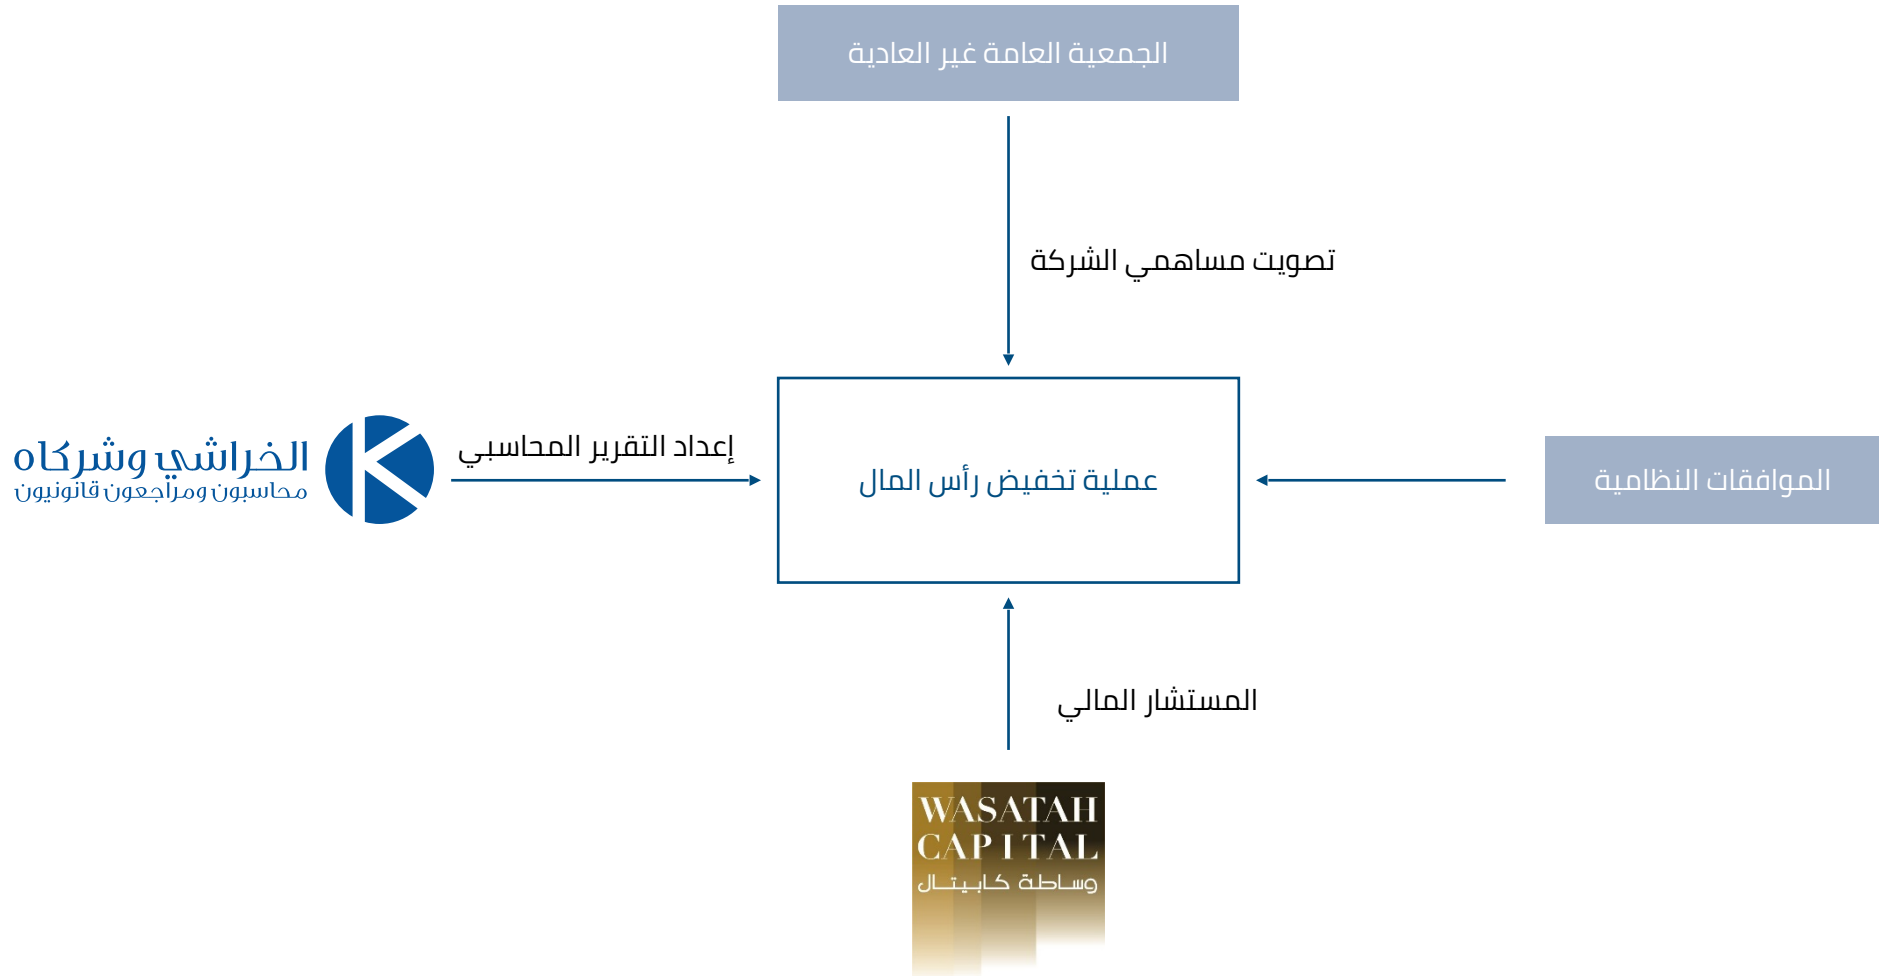 الجمعية العامة غير العادية
تصويت مساهمي الشركة
الموافقات النظامية
عملية تخفيض رأس المال
إعداد التقرير المحاسبي
الخراشي وشركاه
محاسبون ومراجعون قانونيون
المستشار المالي
WASATAH
CAPITAL
وساطة كابيتال